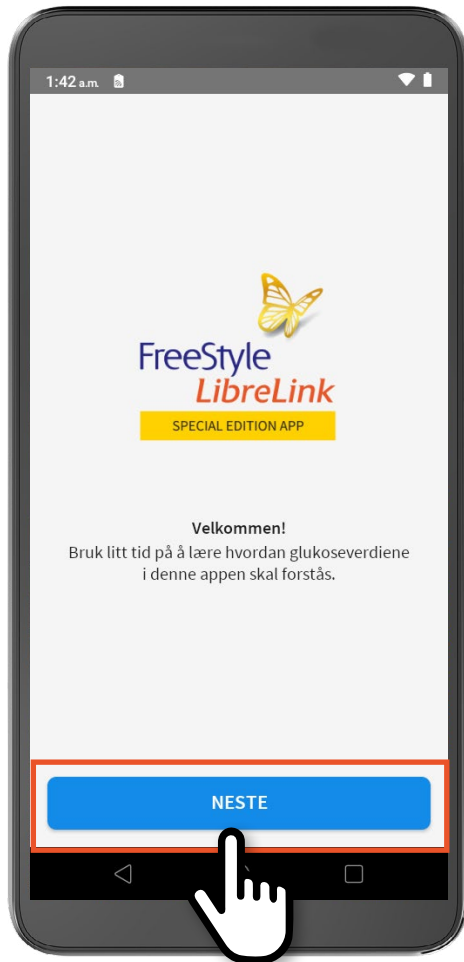 1:42 a.m.
FreeStyle
LibreLink
SPECIAL EDITION APP
Velkommen!
Bruk litt tid på å lære hvordan glukoseverdiene
i denne appen skal forstås.
NESTE